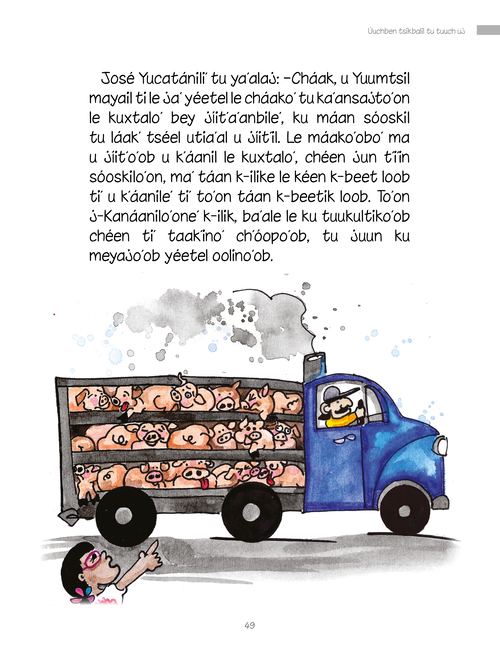 Úuchben tsikbalil tu tuuch uj
José Yucatánili' tu ya'alaj: –Cháak, u Yuumtsil
mayail ti le ja' yéetel le cháako' tu ka'ansajto'on
le kuxtalo' bey jiit'a'anbile', ku máan sóoskil
tu láak' tséel utia'al u jiitil. Le máako'obo' ma
u jiit'o'ob u k'áanil le kuxtalo', chéen jun tíin
sóoskilo'on, ma' táan k-ilike le kéen k-beet loob
ti' u k'áanile' ti' to'on táan k-beetik loob. To'on
j-Kanáanilo'one' k-ilik, ba'ale le ku tuukultiko'ob
chéen ti' taak'ino' ch'óopo'ob, tu juun ku
meyajo'ob yéetel oolino'ob.
49